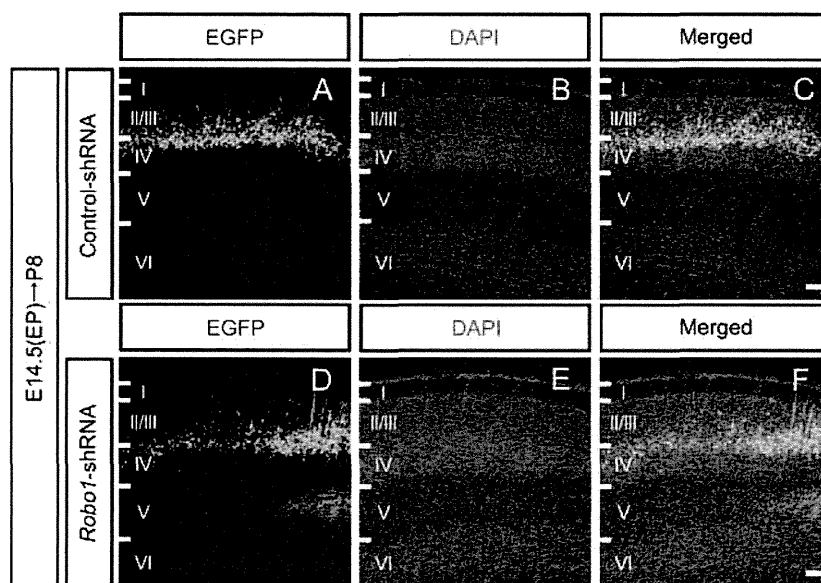 EGFP DAPI Merged
E14.5(EP)→P8
Control-shRNA
A B C
I I I
II/III II/III II/III
IV IV IV
V V V
VI VI VI
EGFP DAPI Merged
Robo1-shRNA
D E F
I I I
II/III II/III II/III
IV IV IV
V V V
VI VI VI